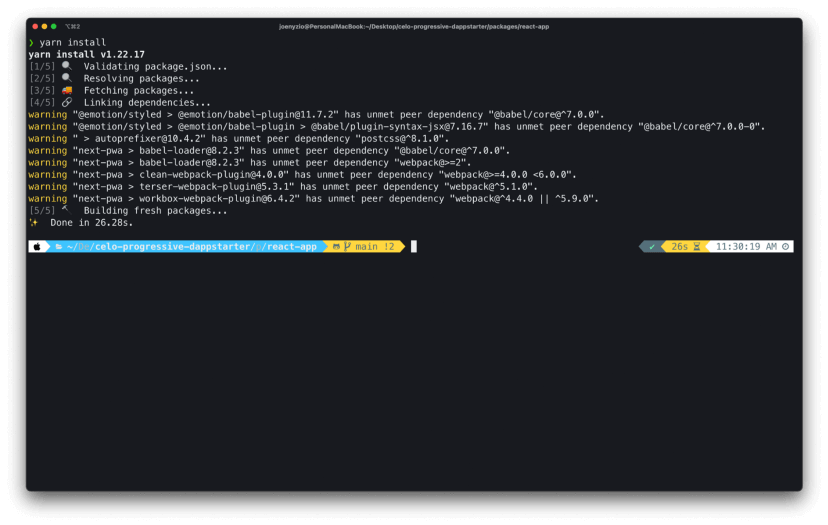 ⌥⌘2
joenyzio@PersonalMacBook:~/Desktop/celo-progressive-dappstarter/packages/react-app
❯ yarn install
yarn install v1.22.17
[1/5] 🔍 Validating package.json...
[2/5] 🔍 Resolving packages...
[3/5] 🚚 Fetching packages...
[4/5] 🔗 Linking dependencies...
warning "@emotion/styled > @emotion/babel-plugin@11.7.2" has unmet peer dependency "@babel/core@^7.0.0".
warning "@emotion/styled > @emotion/babel-plugin > @babel/plugin-syntax-jsx@7.16.7" has unmet peer dependency "@babel/core@^7.0.0-0".
warning " > autoprefixer@10.4.2" has unmet peer dependency "postcss@^8.1.0".
warning "next-pwa > babel-loader@8.2.3" has unmet peer dependency "@babel/core@^7.0.0".
warning "next-pwa > babel-loader@8.2.3" has unmet peer dependency "webpack@>=2".
warning "next-pwa > clean-webpack-plugin@4.0.0" has unmet peer dependency "webpack@>=4.0.0 <6.0.0".
warning "next-pwa > terser-webpack-plugin@5.3.1" has unmet peer dependency "webpack@^5.1.0".
warning "next-pwa > workbox-webpack-plugin@6.4.2" has unmet peer dependency "webpack@^4.4.0 || ^5.9.0".
[5/5] 🔨 Building fresh packages...
✨ Done in 26.28s.
~/De/celo-progressive-dappstarter/p/react-app main !2 ✔ 26s 11:30:19 AM